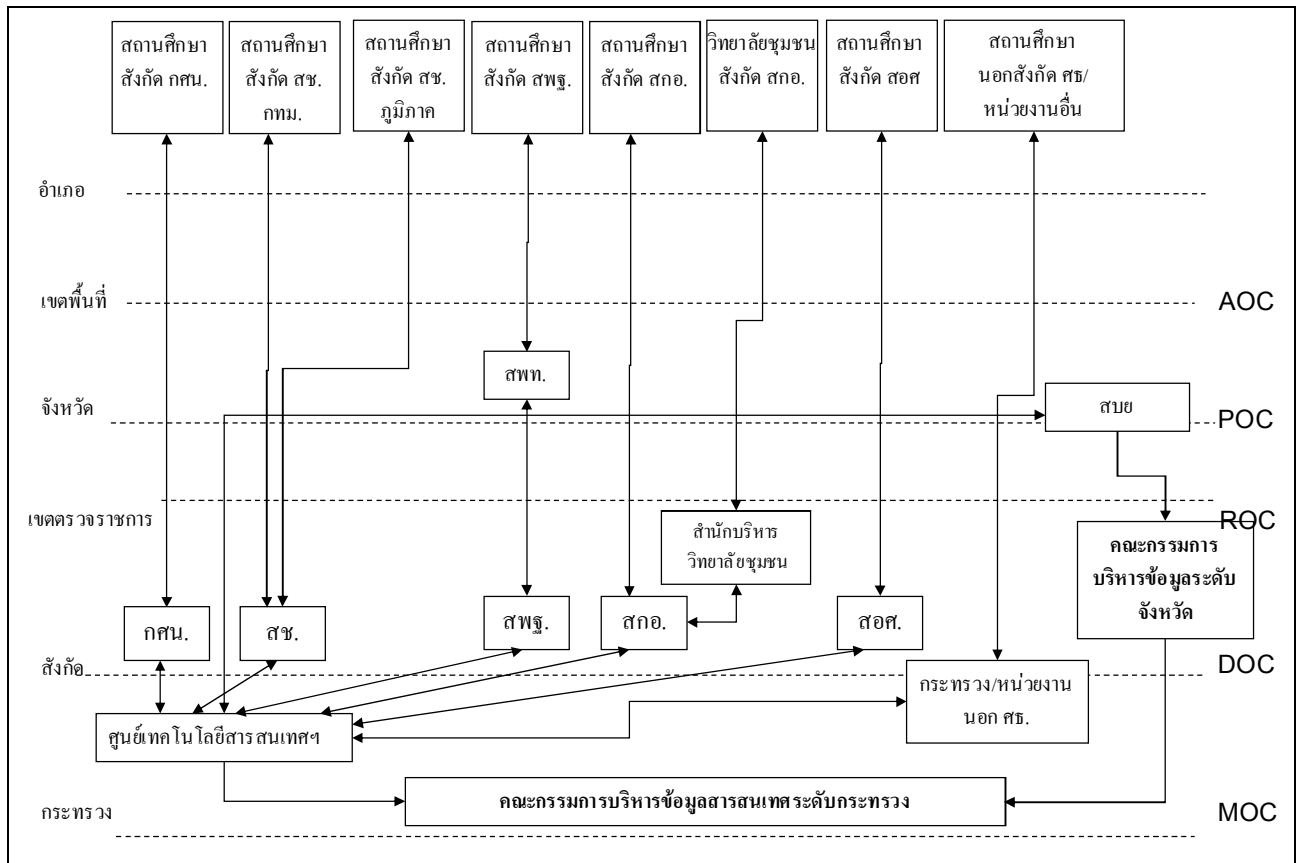 สถานศึกษา
สังกัด กศน.
สถานศึกษา
สังกัด สช.
กทม.
สถานศึกษา
สังกัด สช.
ภูมิภาค
สถานศึกษา
สังกัด สพฐ.
สถานศึกษา
สังกัด สกอ.
วิทยาลัยชุมชน
สังกัด สกอ.
สถานศึกษา
สังกัด สอศ
สถานศึกษา
นอกสังกัด ศธ/
หน่วยงานอื่น
อำเภอ
เขตพื้นที่
AOC
สพท.
จังหวัด
สบย
POC
เขตตรวจราชการ
ROC
สำนักบริหาร
วิทยาลัยชุมชน
คณะกรรมการ
บริหารข้อมูลระดับ
จังหวัด
กศน.
สช.
สพฐ.
สกอ.
สอศ.
สังกัด
DOC
กระทรวง/หน่วยงาน
นอก ศธ.
ศูนย์เทคโนโลยีสารสนเทศฯ
คณะกรรมการบริหารข้อมูลสารสนเทศระดับกระทรวง
กระทรวง
MOC